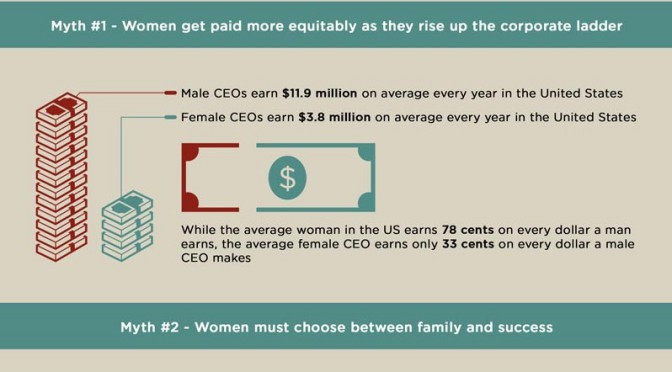 Myth #1 - Women get paid more equitably as they rise up the corporate ladder
Male CEOs earn $11.9 million on average every year in the United States
Female CEOs earn $3.8 million on average every year in the United States
$
While the average woman in the US earns 78 cents on every dollar a man
earns, the average female CEO earns only 33 cents on every dollar a male
CEO makes
Myth #2 - Women must choose between family and success